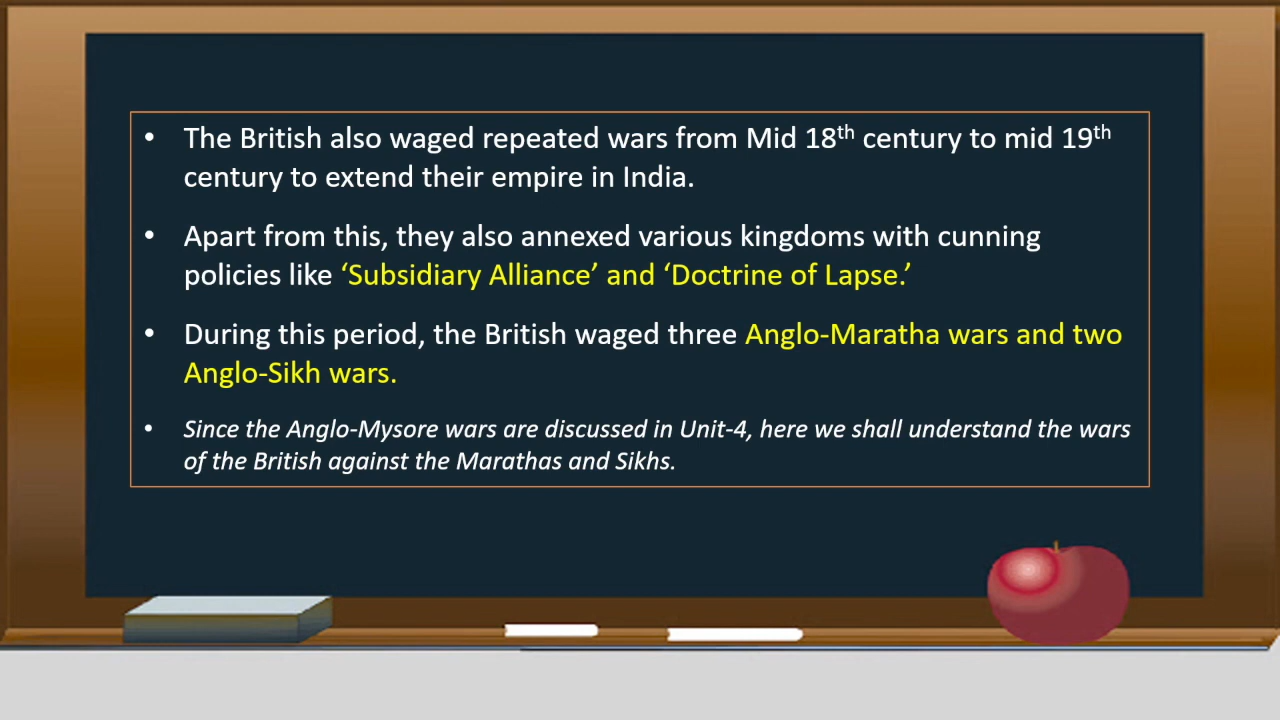 • The British also waged repeated wars from Mid 18th century to mid 19th
century to extend their empire in India.
• Apart from this, they also annexed various kingdoms with cunning
policies like ‘Subsidiary Alliance’ and ‘Doctrine of Lapse.’
• During this period, the British waged three Anglo-Maratha wars and two
Anglo-Sikh wars.
• Since the Anglo-Mysore wars are discussed in Unit-4, here we shall understand the wars
of the British against the Marathas and Sikhs.